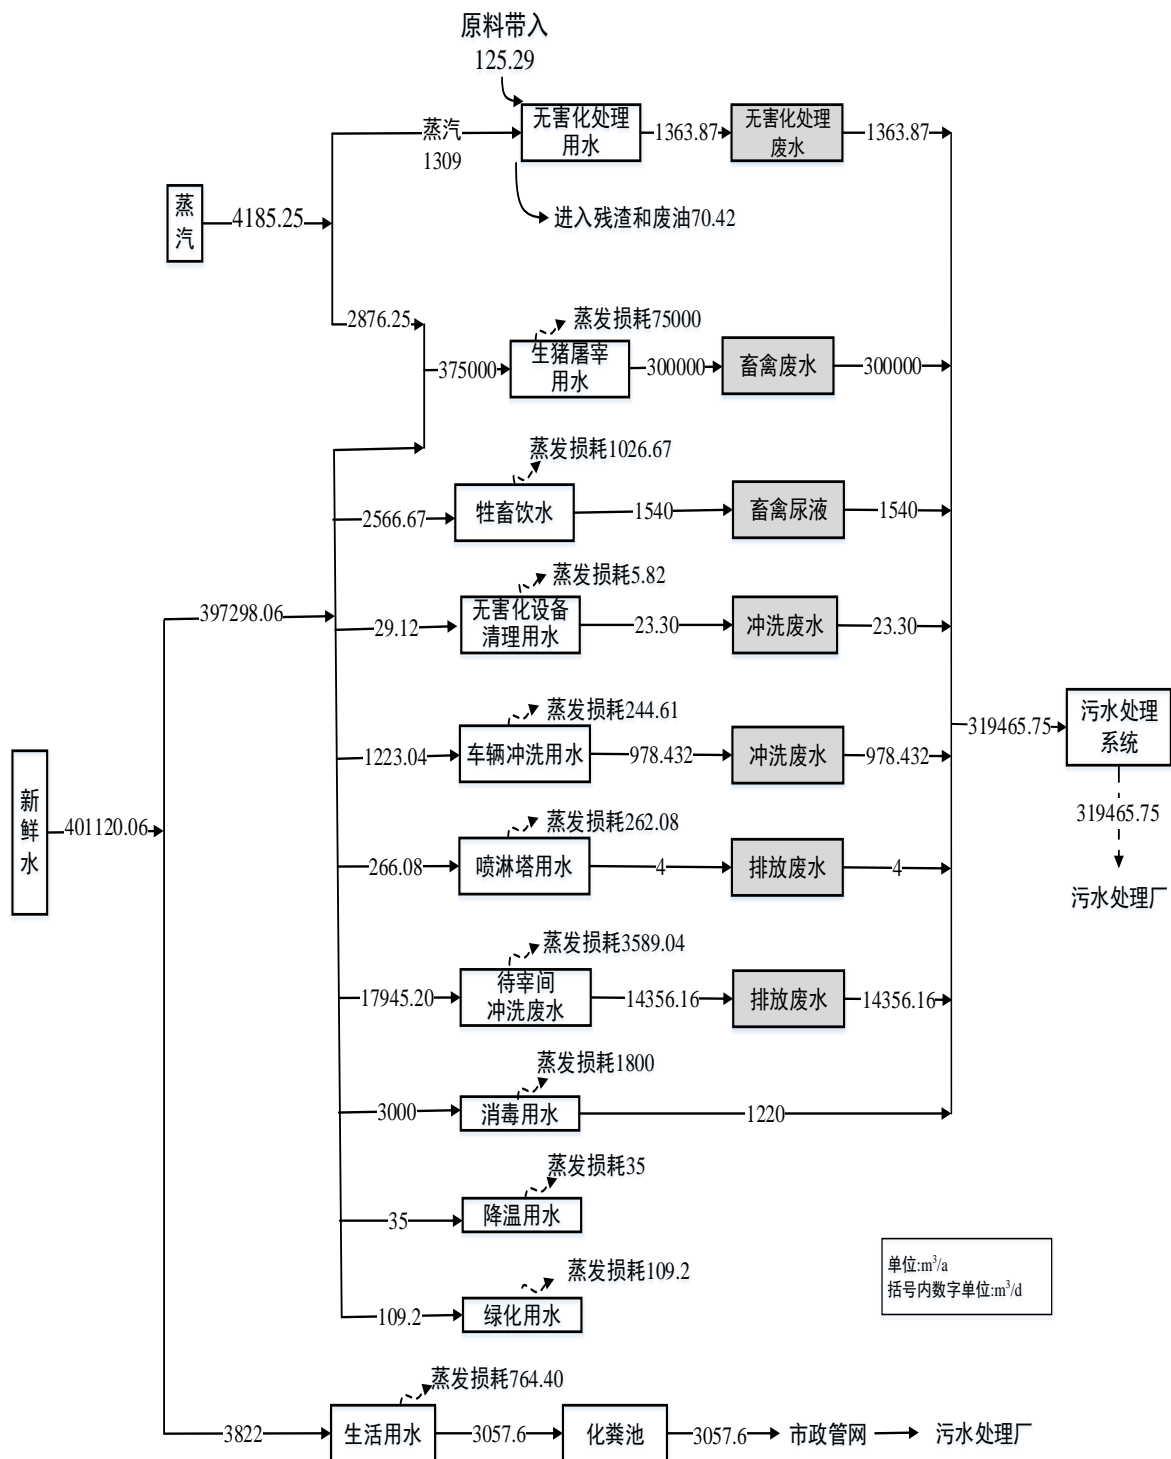 原料带入
125.29
蒸汽
1309
无害化处理
用水
1363.87
无害化处理
废水
1363.87
蒸
汽
4185.25
进入残渣和废油70.42
2876.25
蒸发损耗75000
375000
生猪屠宰
用水
300000
畜禽废水
300000
蒸发损耗1026.67
2566.67
牲畜饮水
1540
畜禽尿液
1540
蒸发损耗5.82
397298.06
29.12
无害化设备
清理用水
23.30
冲洗废水
23.30
蒸发损耗244.61
1223.04
车辆冲洗用水
978.432
冲洗废水
978.432
319465.75
污水处理
系统
新
鲜
水
401120.06
蒸发损耗262.08
266.08
喷淋塔用水
4
排放废水
4
319465.75
污水处理厂
蒸发损耗3589.04
17945.20
待宰间
冲洗废水
14356.16
排放废水
14356.16
蒸发损耗1800
3000
消毒用水
1220
蒸发损耗35
35
降温用水
单位:m³/a
括号内数字单位:m³/d
蒸发损耗109.2
109.2
绿化用水
蒸发损耗764.40
3822
生活用水
3057.6
化粪池
3057.6
市政管网
污水处理厂